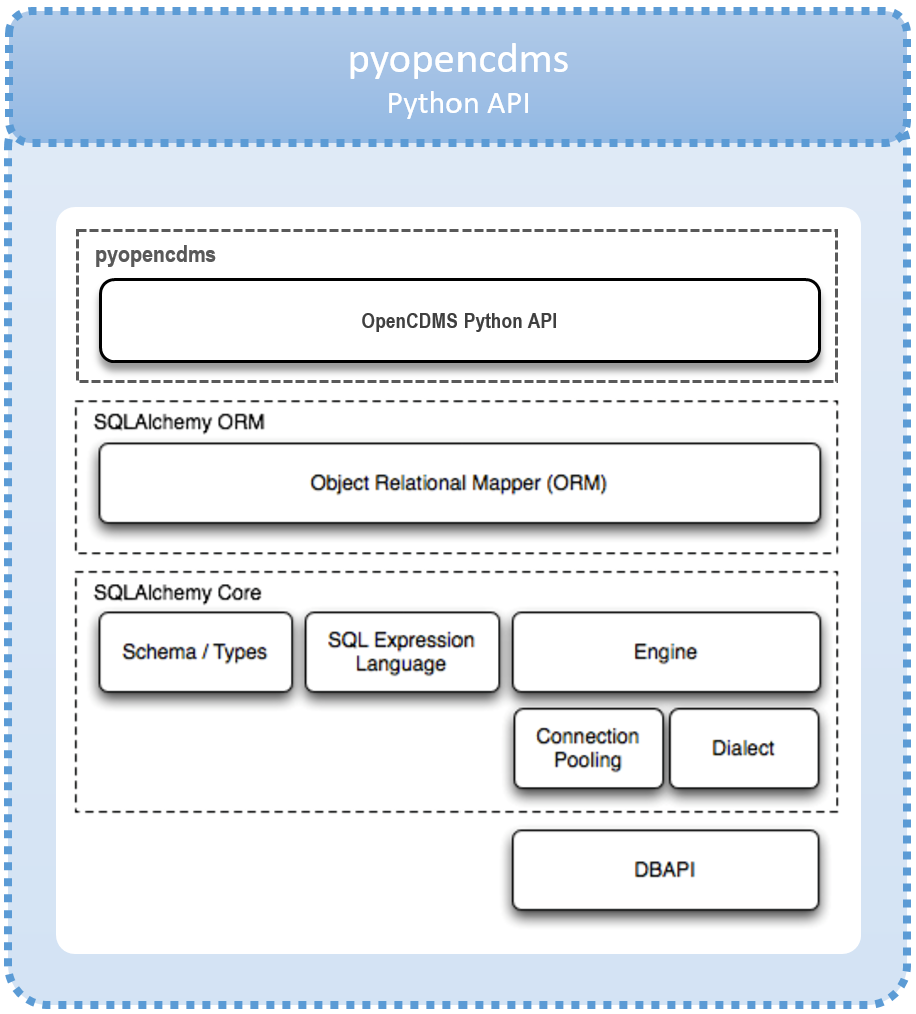 pyopencdms
Python API
pyopencdms
OpenCDMS Python API
SQLAlchemy ORM
Object Relational Mapper (ORM)
SQLAlchemy Core
Schema / Types
SQL Expression
Language
Engine
Connection
Pooling
Dialect
DBAPI